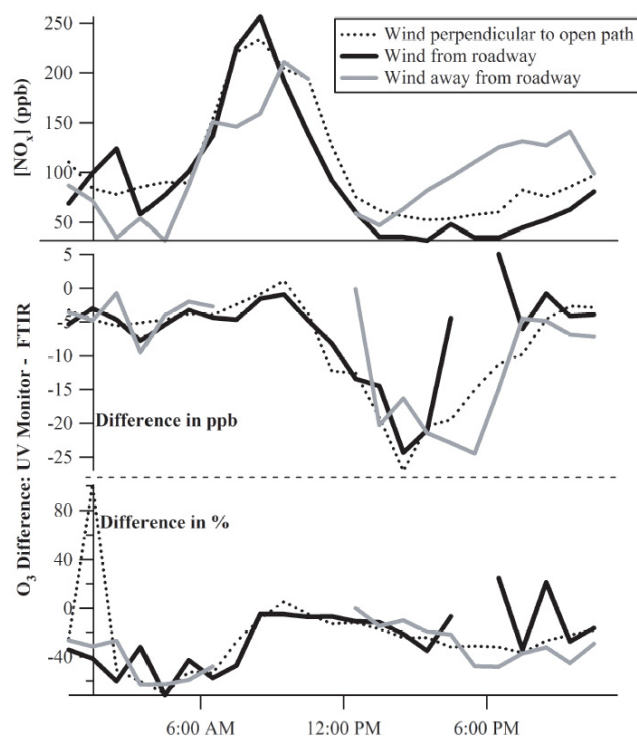 Wind perpendicular to open path
Wind from roadway
Wind away from roadway
[NOx] (ppb)
250
200
150
100
50
5
0
-5
-10
-15
-20
-25
Difference in ppb
O3 Difference: UV Monitor - FTIR
Difference in %
80
40
0
-40
6:00 AM 12:00 PM 6:00 PM